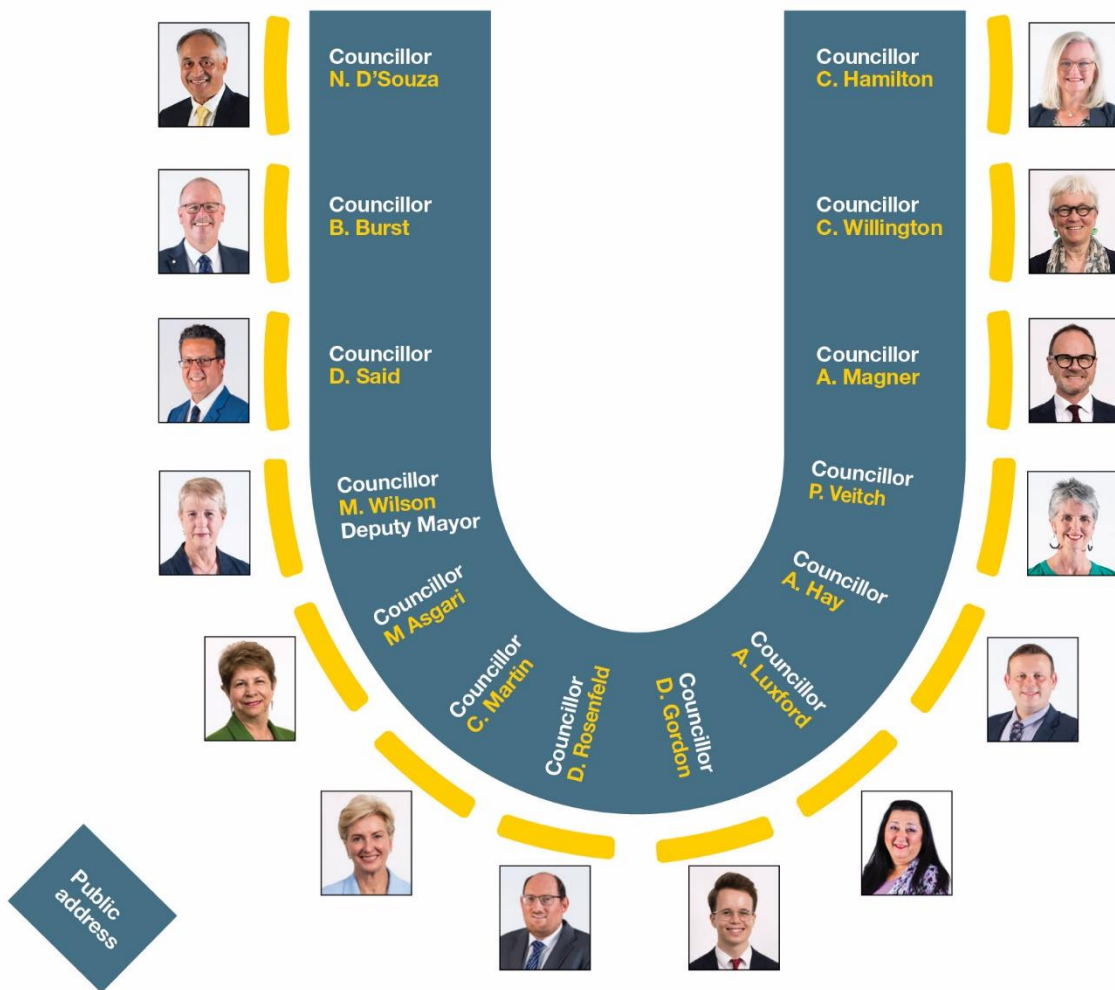 Councillor
N. D'Souza
Councillor
B. Burst
Councillor
D. Said
Councillor
M. Wilson
Deputy Mayor
Councillor
M Asgari
Councillor
C. Martin
Councillor
D. Rosenfeld
Councillor
D. Gordon
Councillor
A. Luxford
Councillor
A. Hay
Councillor
P. Veitch
Councillor
A. Magner
Councillor
C. Willington
Councillor
C. Hamilton
Public
address